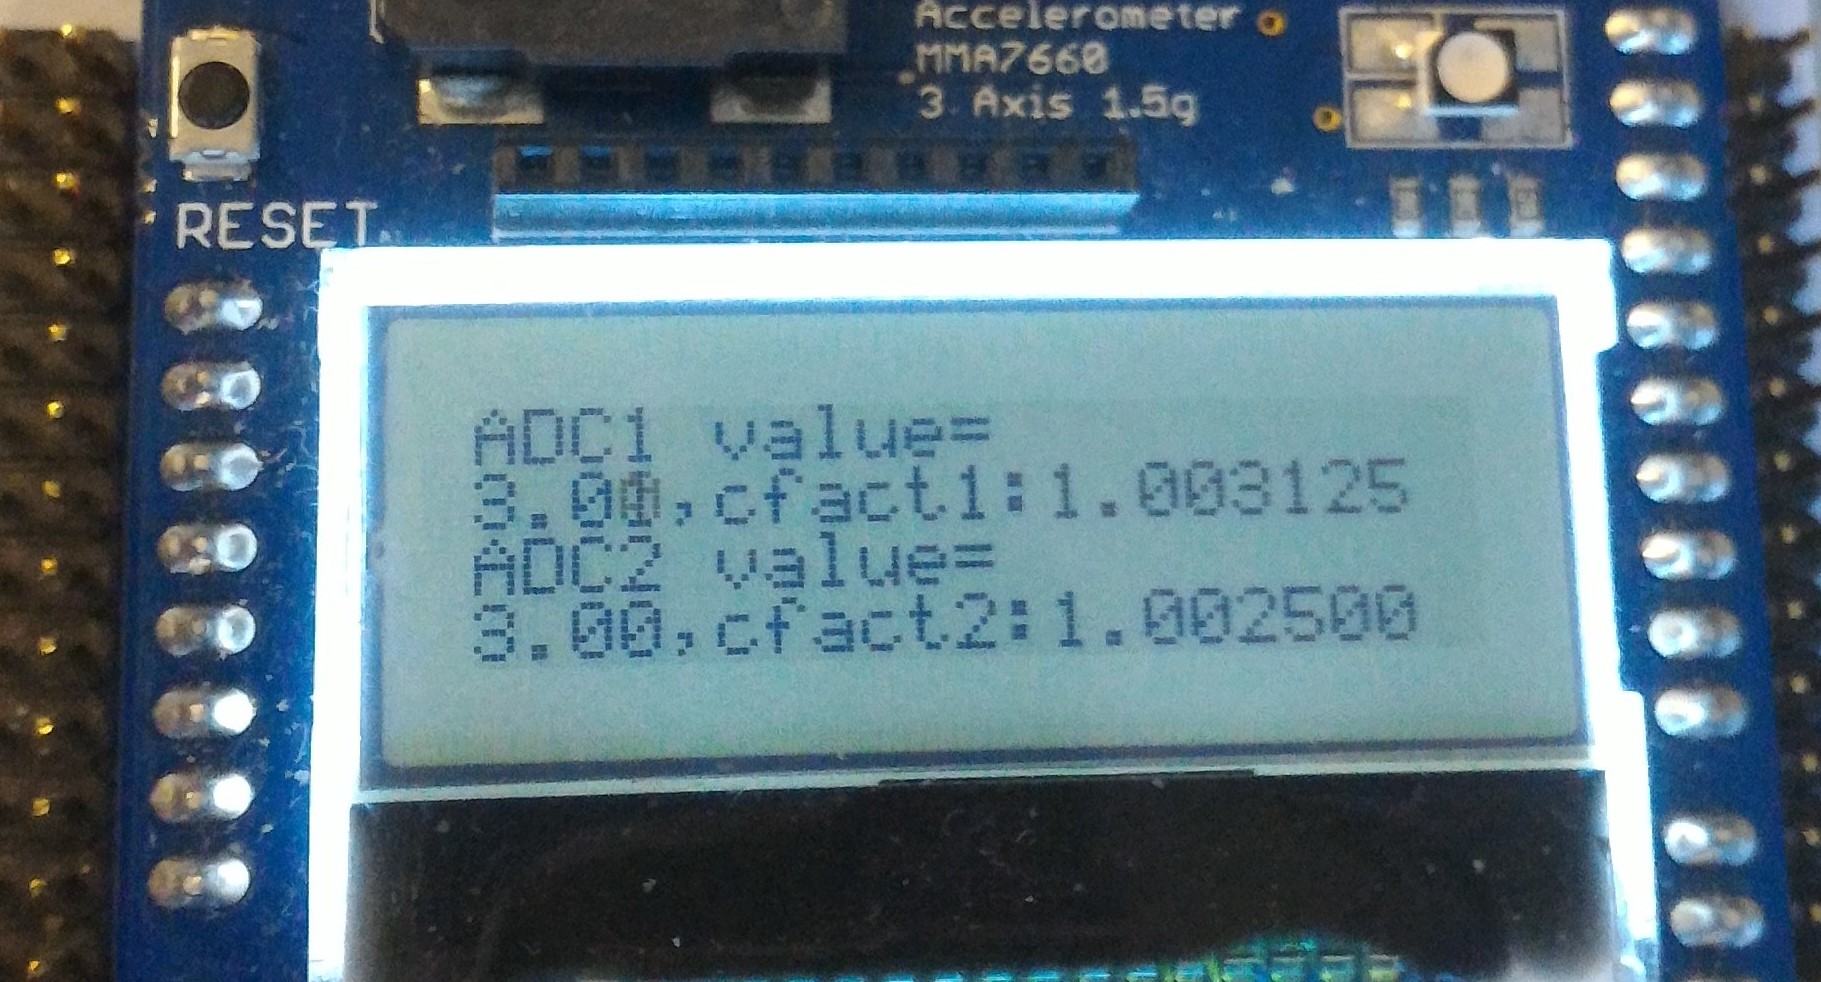 Accelerometer
MMA7660
3 Axis 1.5g
RESET
ADC1 value=
3.00,cfact1:1.003125
ADC2 value=
3.00,cfact2:1.002500